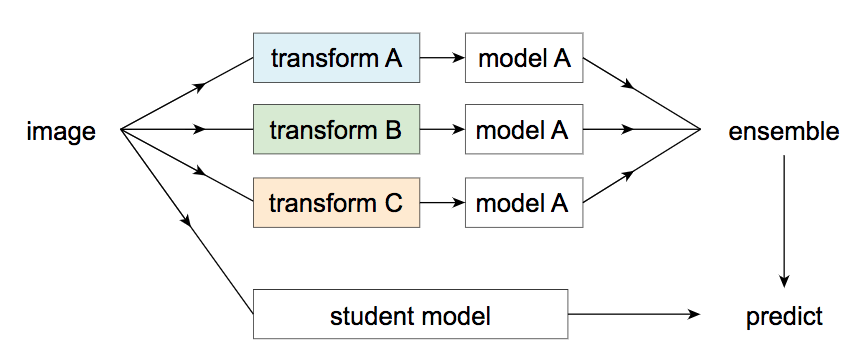 transform A
model A
image
transform B
model A
ensemble
transform C
model A
student model
predict